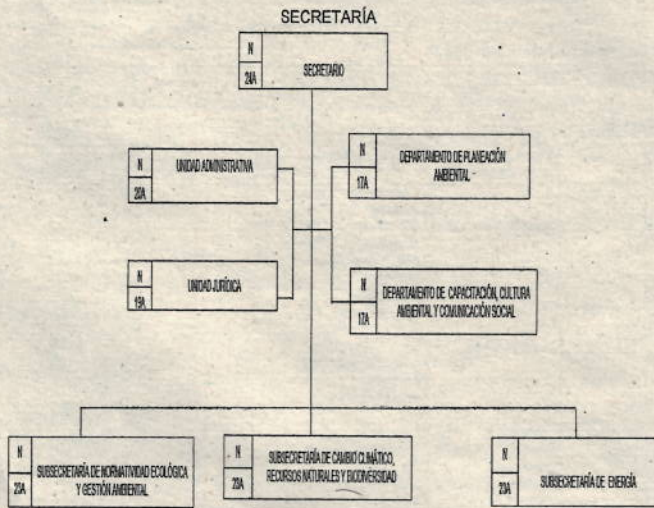 SECRETARÍA
N
24A
SECRETARIO
N
20A
UNIDAD ADMINISTRATIVA
N
17A
DEPARTAMENTO DE PLANEACIÓN
AMBIENTAL
N
19A
UNIDAD JURÍDICA
N
17A
DEPARTAMENTO DE CAPACITACIÓN, CULTURA
AMBIENTAL Y COMUNICACIÓN SOCIAL
N
23A
SUBSECRETARÍA DE NORMATIVIDAD ECOLÓGICA
Y GESTIÓN AMBIENTAL
N
23A
SUBSECRETARÍA DE CAMBIO CLIMÁTICO,
RECURSOS NATURALES Y BIODIVERSIDAD
N
23A
SUBSECRETARÍA DE ENERGÍA